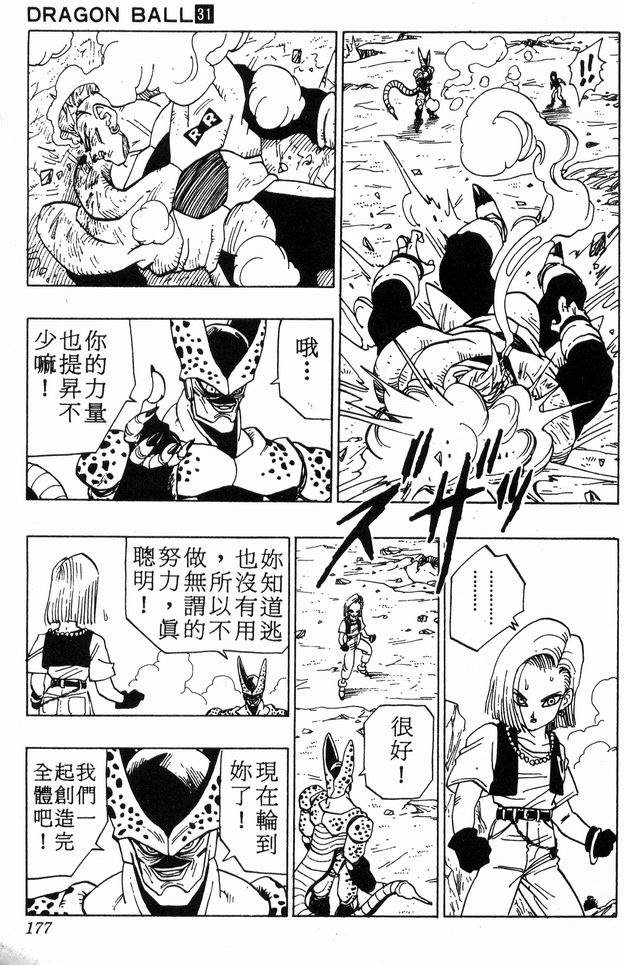 DRAGON BALL 31
!!
ズザッ
RR
哦…
你的力量
也提昇不
少嘛！
………
很好！
妳知道逃
也沒有用
，所以不
做無謂的
努力，真
聰明！
現在輪到
妳了！
我們一
起創造完
全體吧！
177